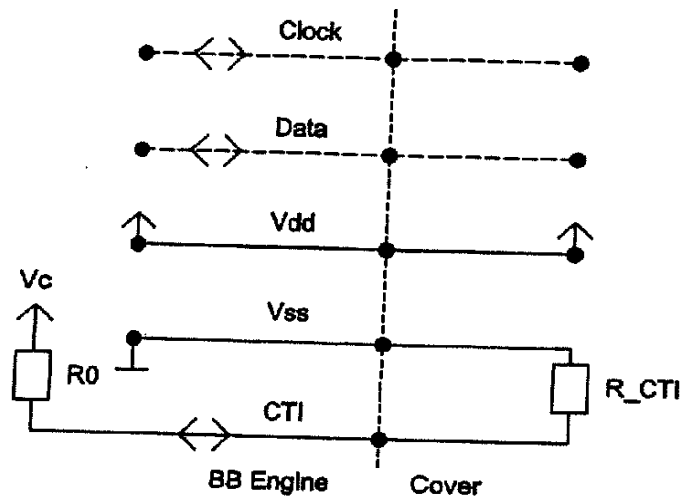 Clock
Data
Vdd
Vc
Vss
R0
R_CTI
CTI
BB Engine
Cover